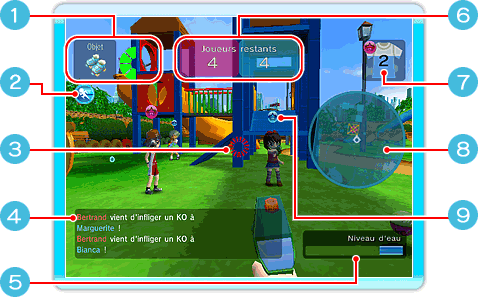 1
6
Objet
Joueurs restants
4
4
2
2
7
3
8
4
Bertrand vient d'infliger un KO à
Marguerite !
Bertrand vient d'infliger un KO à
Bianca !
9
Niveau d'eau
5